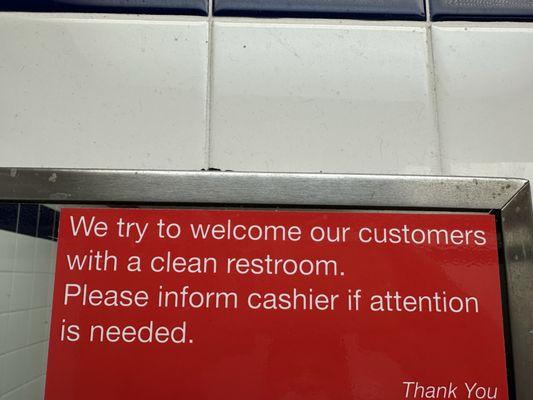 We try to welcome our customers
with a clean restroom.
Please inform cashier if attention
is needed.
Thank You